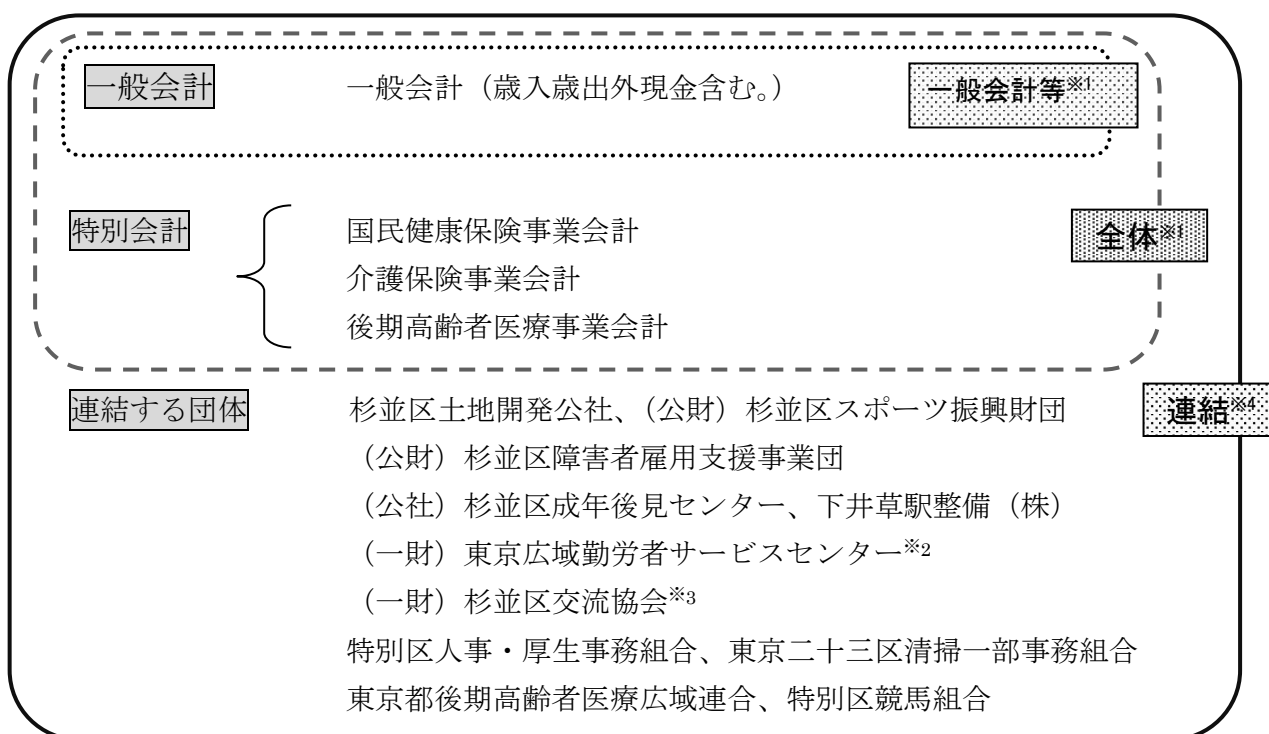 一般会計 一般会計（歳入歳出外現金含む。） 一般会計等※1
特別会計 国民健康保険事業会計 全体※1
介護保険事業会計
後期高齢者医療事業会計
連結する団体 杉並区土地開発公社、（公財）杉並区スポーツ振興財団 連結※4
（公財）杉並区障害者雇用支援事業団
（公社）杉並区成年後見センター、下井草駅整備（株）
（一財）東京広域勤労者サービスセンター※2
（一財）杉並区交流協会※3
特別区人事・厚生事務組合、東京二十三区清掃一部事務組合
東京都後期高齢者医療広域連合、特別区競馬組合